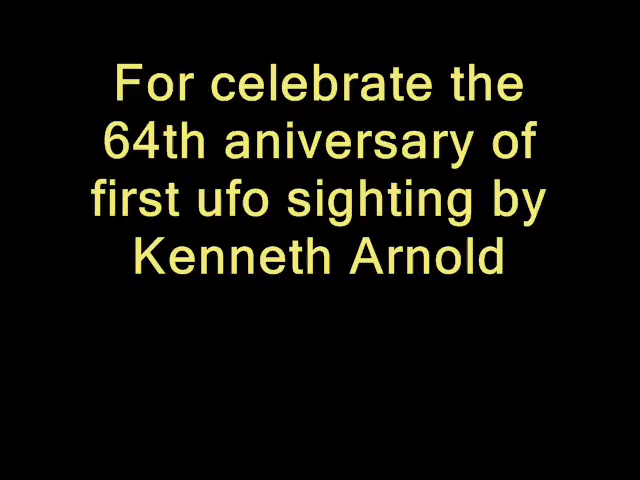 For celebrate the
64th aniversary of
first ufo sighting by
Kenneth Arnold